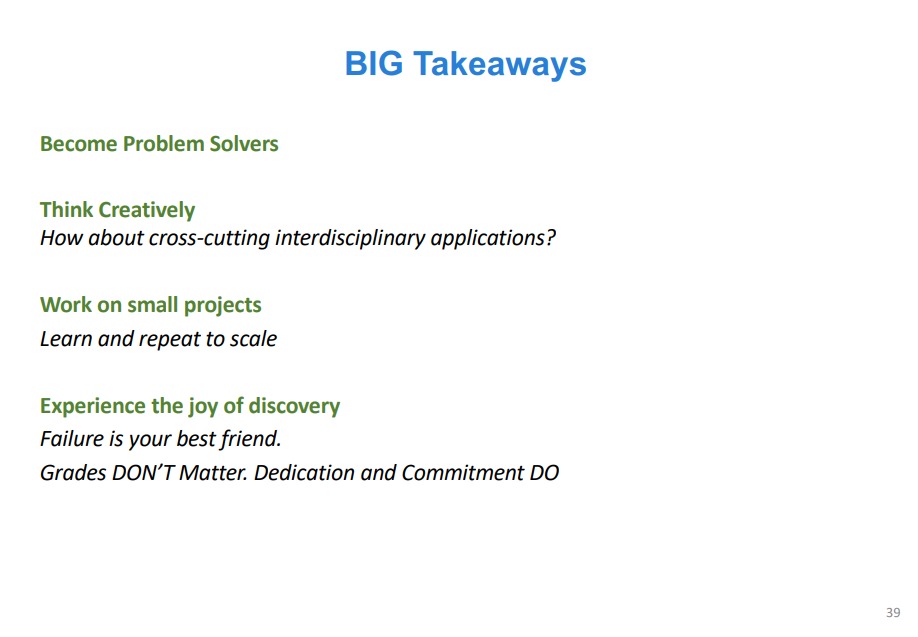 BIG Takeaways
Become Problem Solvers
Think Creatively
How about cross-cutting interdisciplinary applications?
Work on small projects
Learn and repeat to scale
Experience the joy of discovery
Failure is your best friend.
Grades DON’T Matter. Dedication and Commitment DO
39